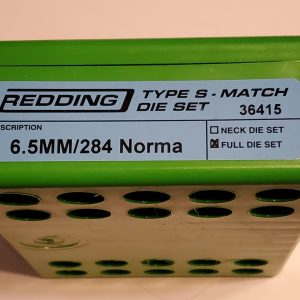 REDDING
TYPE S - MATCH
DIE SET 36415
SCRIPTION
6.5MM/284 Norma
NECK DIE SET
FULL DIE SET